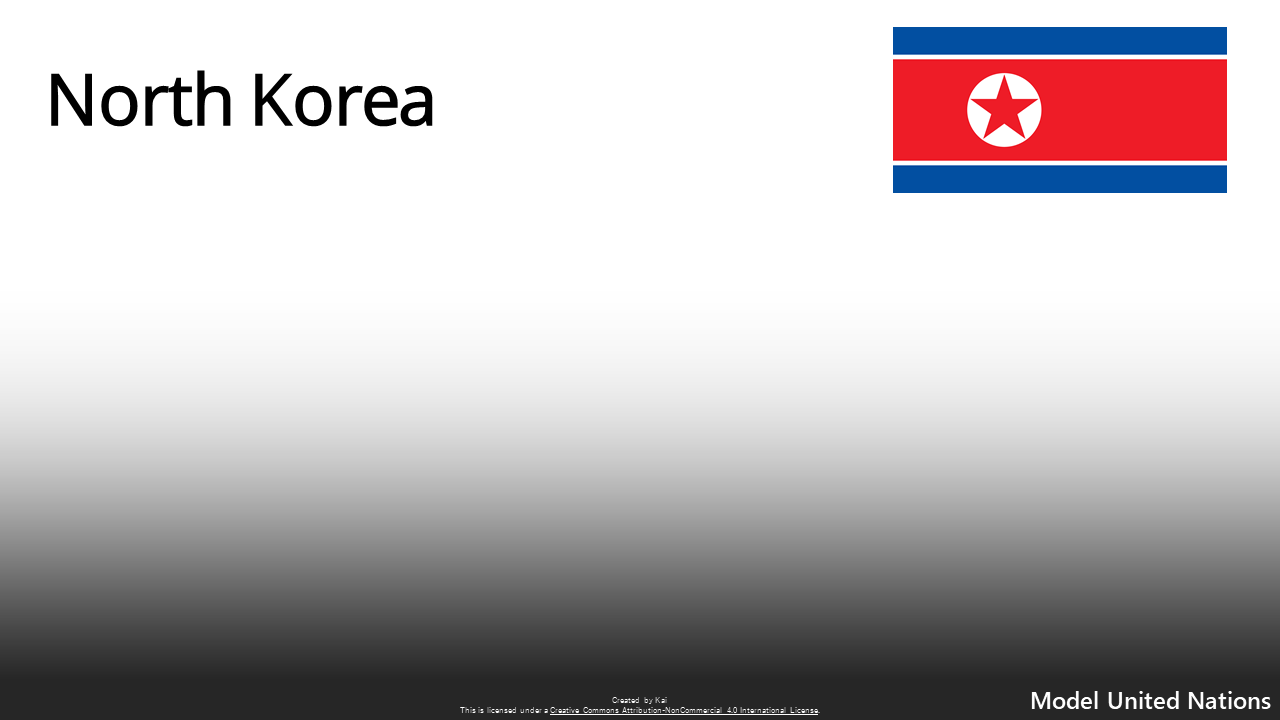 North Korea
Created by Kai
This is licensed under a Creative Commons Attribution-NonCommercial 4.0 International License.
Model United Nations